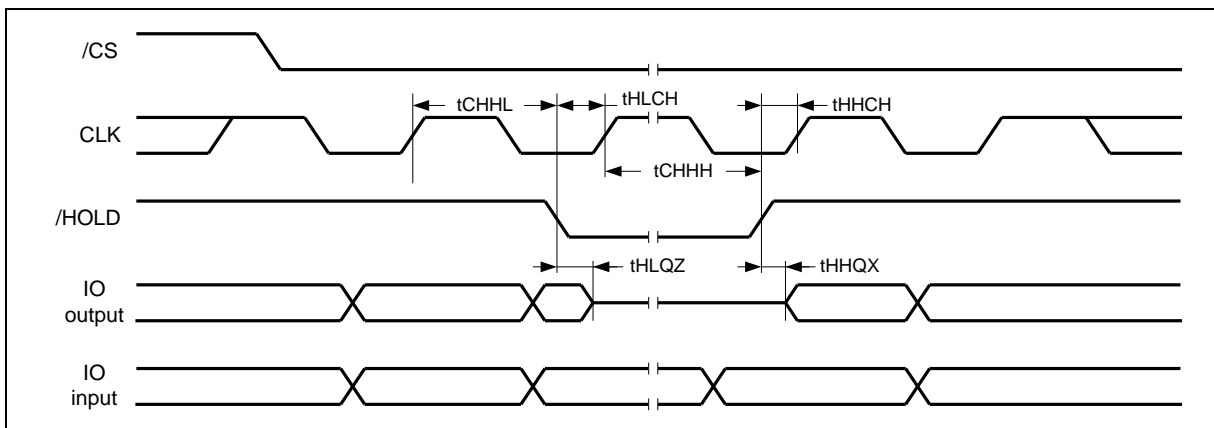 /CS
tCHHL
tHLCH
tHHCH
CLK
tCHHH
/HOLD
tHLQZ
tHHQX
IO
output
IO
input